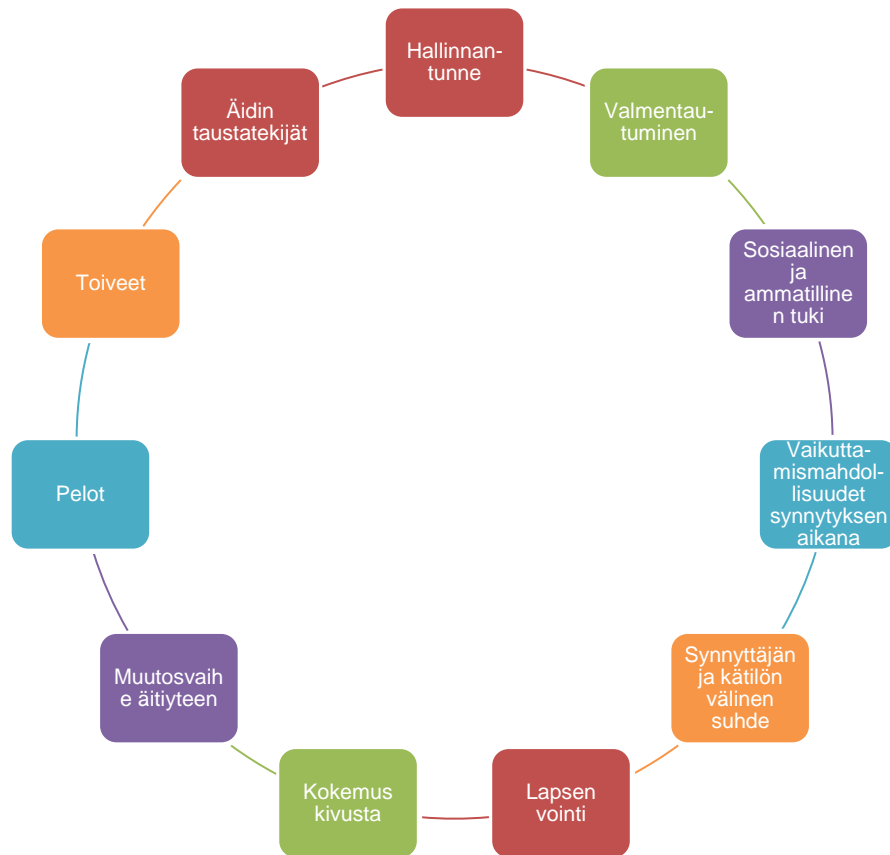 Hallinnan-
tunne
Valmentau-
tuminen
Sosiaalinen
ja
ammatilline
n tuki
Vaikutta-
mismahdol-
lisuudet
synnytyksen
aikana
Synnyttäjän
ja kätilön
välinen
suhde
Lapsen
vointi
Kokemus
kivusta
Muutosvaih
e äitiyteen
Pelot
Toiveet
Äidin
taustatekijät